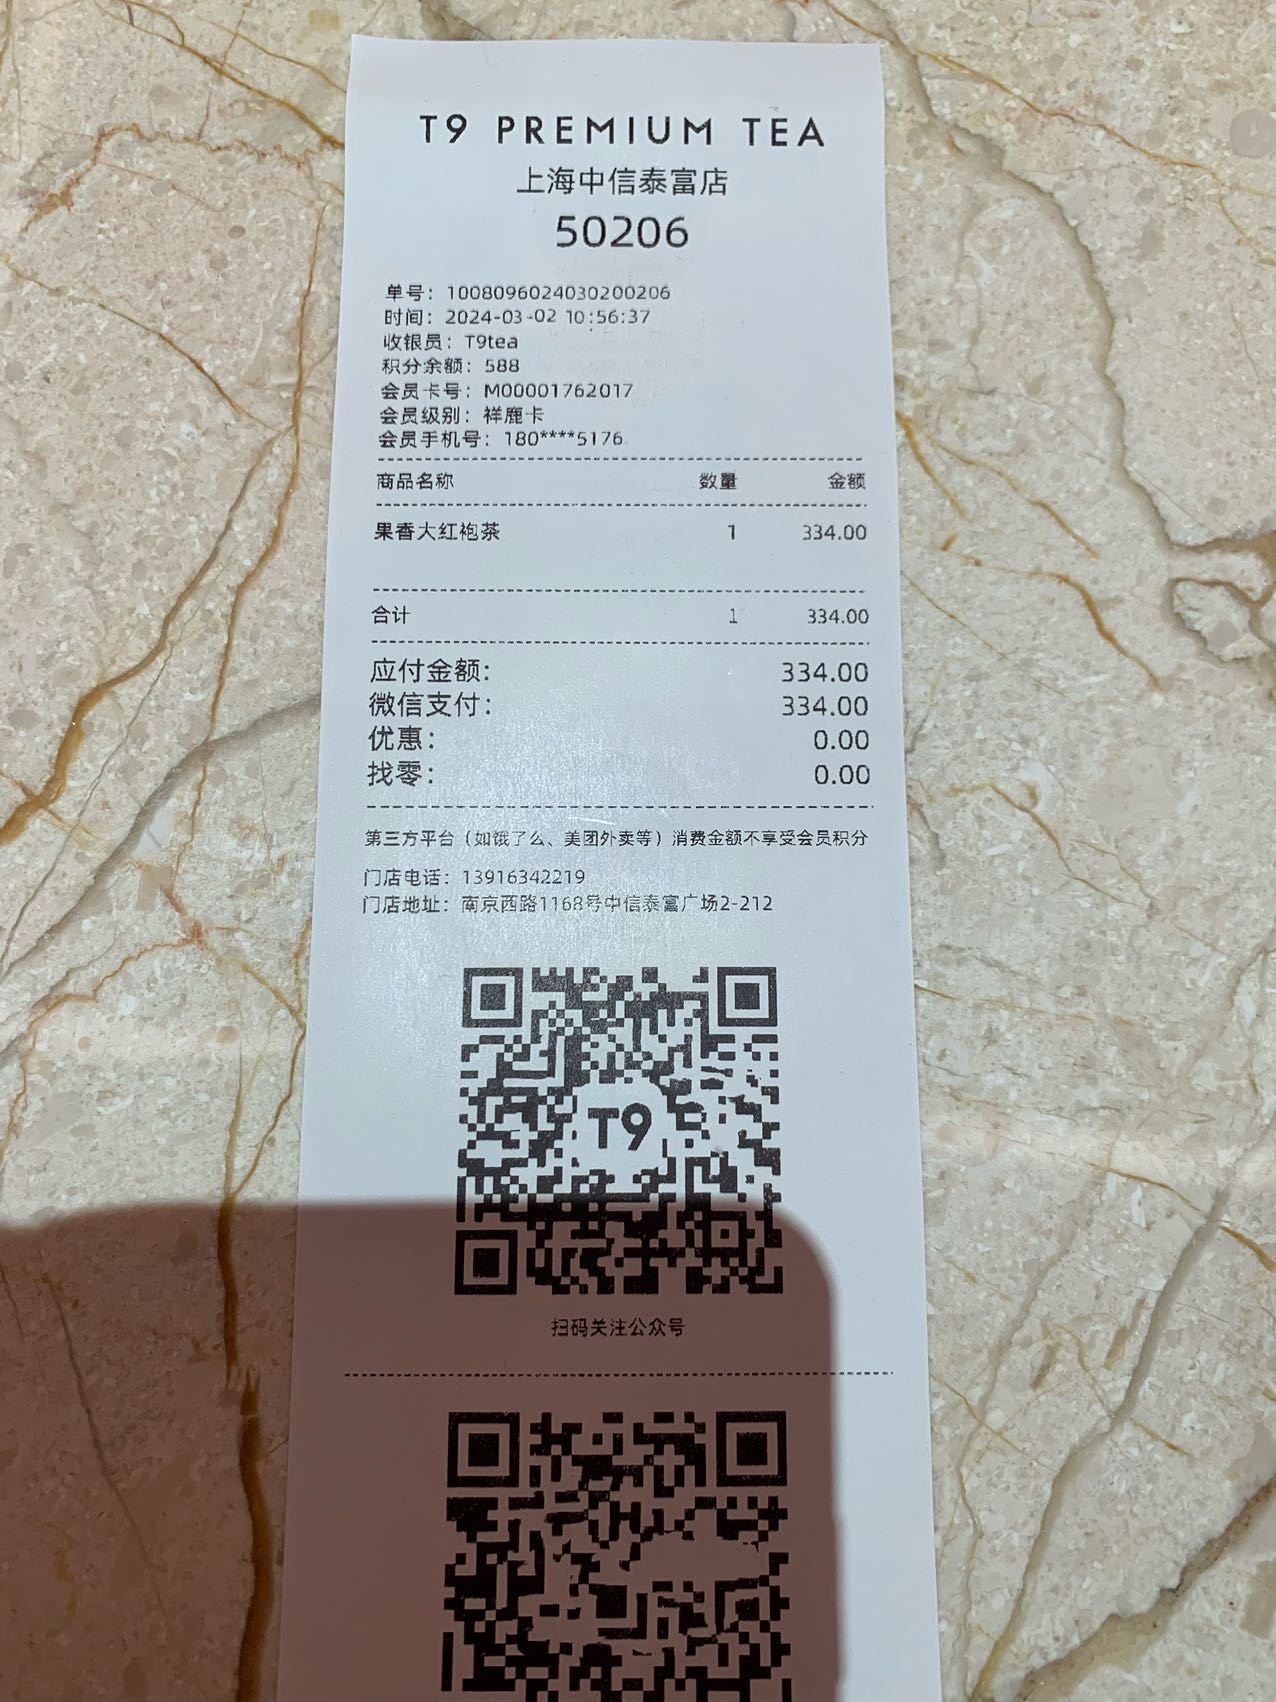 T9 PREMIUM TEA
上海中信泰富店
50206
单号：1008096024030200206
时间：2024-03-02 10:56:37
收银员：T9tea
积分余额：588
会员卡号：M00001762017
会员级别：祥鹿卡
会员手机号：180****5176
商品名称 数量 金额
果香大红袍茶 1 334.00
合计 1 334.00
应付金额： 334.00
微信支付： 334.00
优惠： 0.00
找零： 0.00
第三方平台（如饿了么、美团外卖等）消费金额不享受会员积分
门店电话：13916342219
门店地址：南京西路1168号中信泰富广场2-212
T9
扫码关注公众号